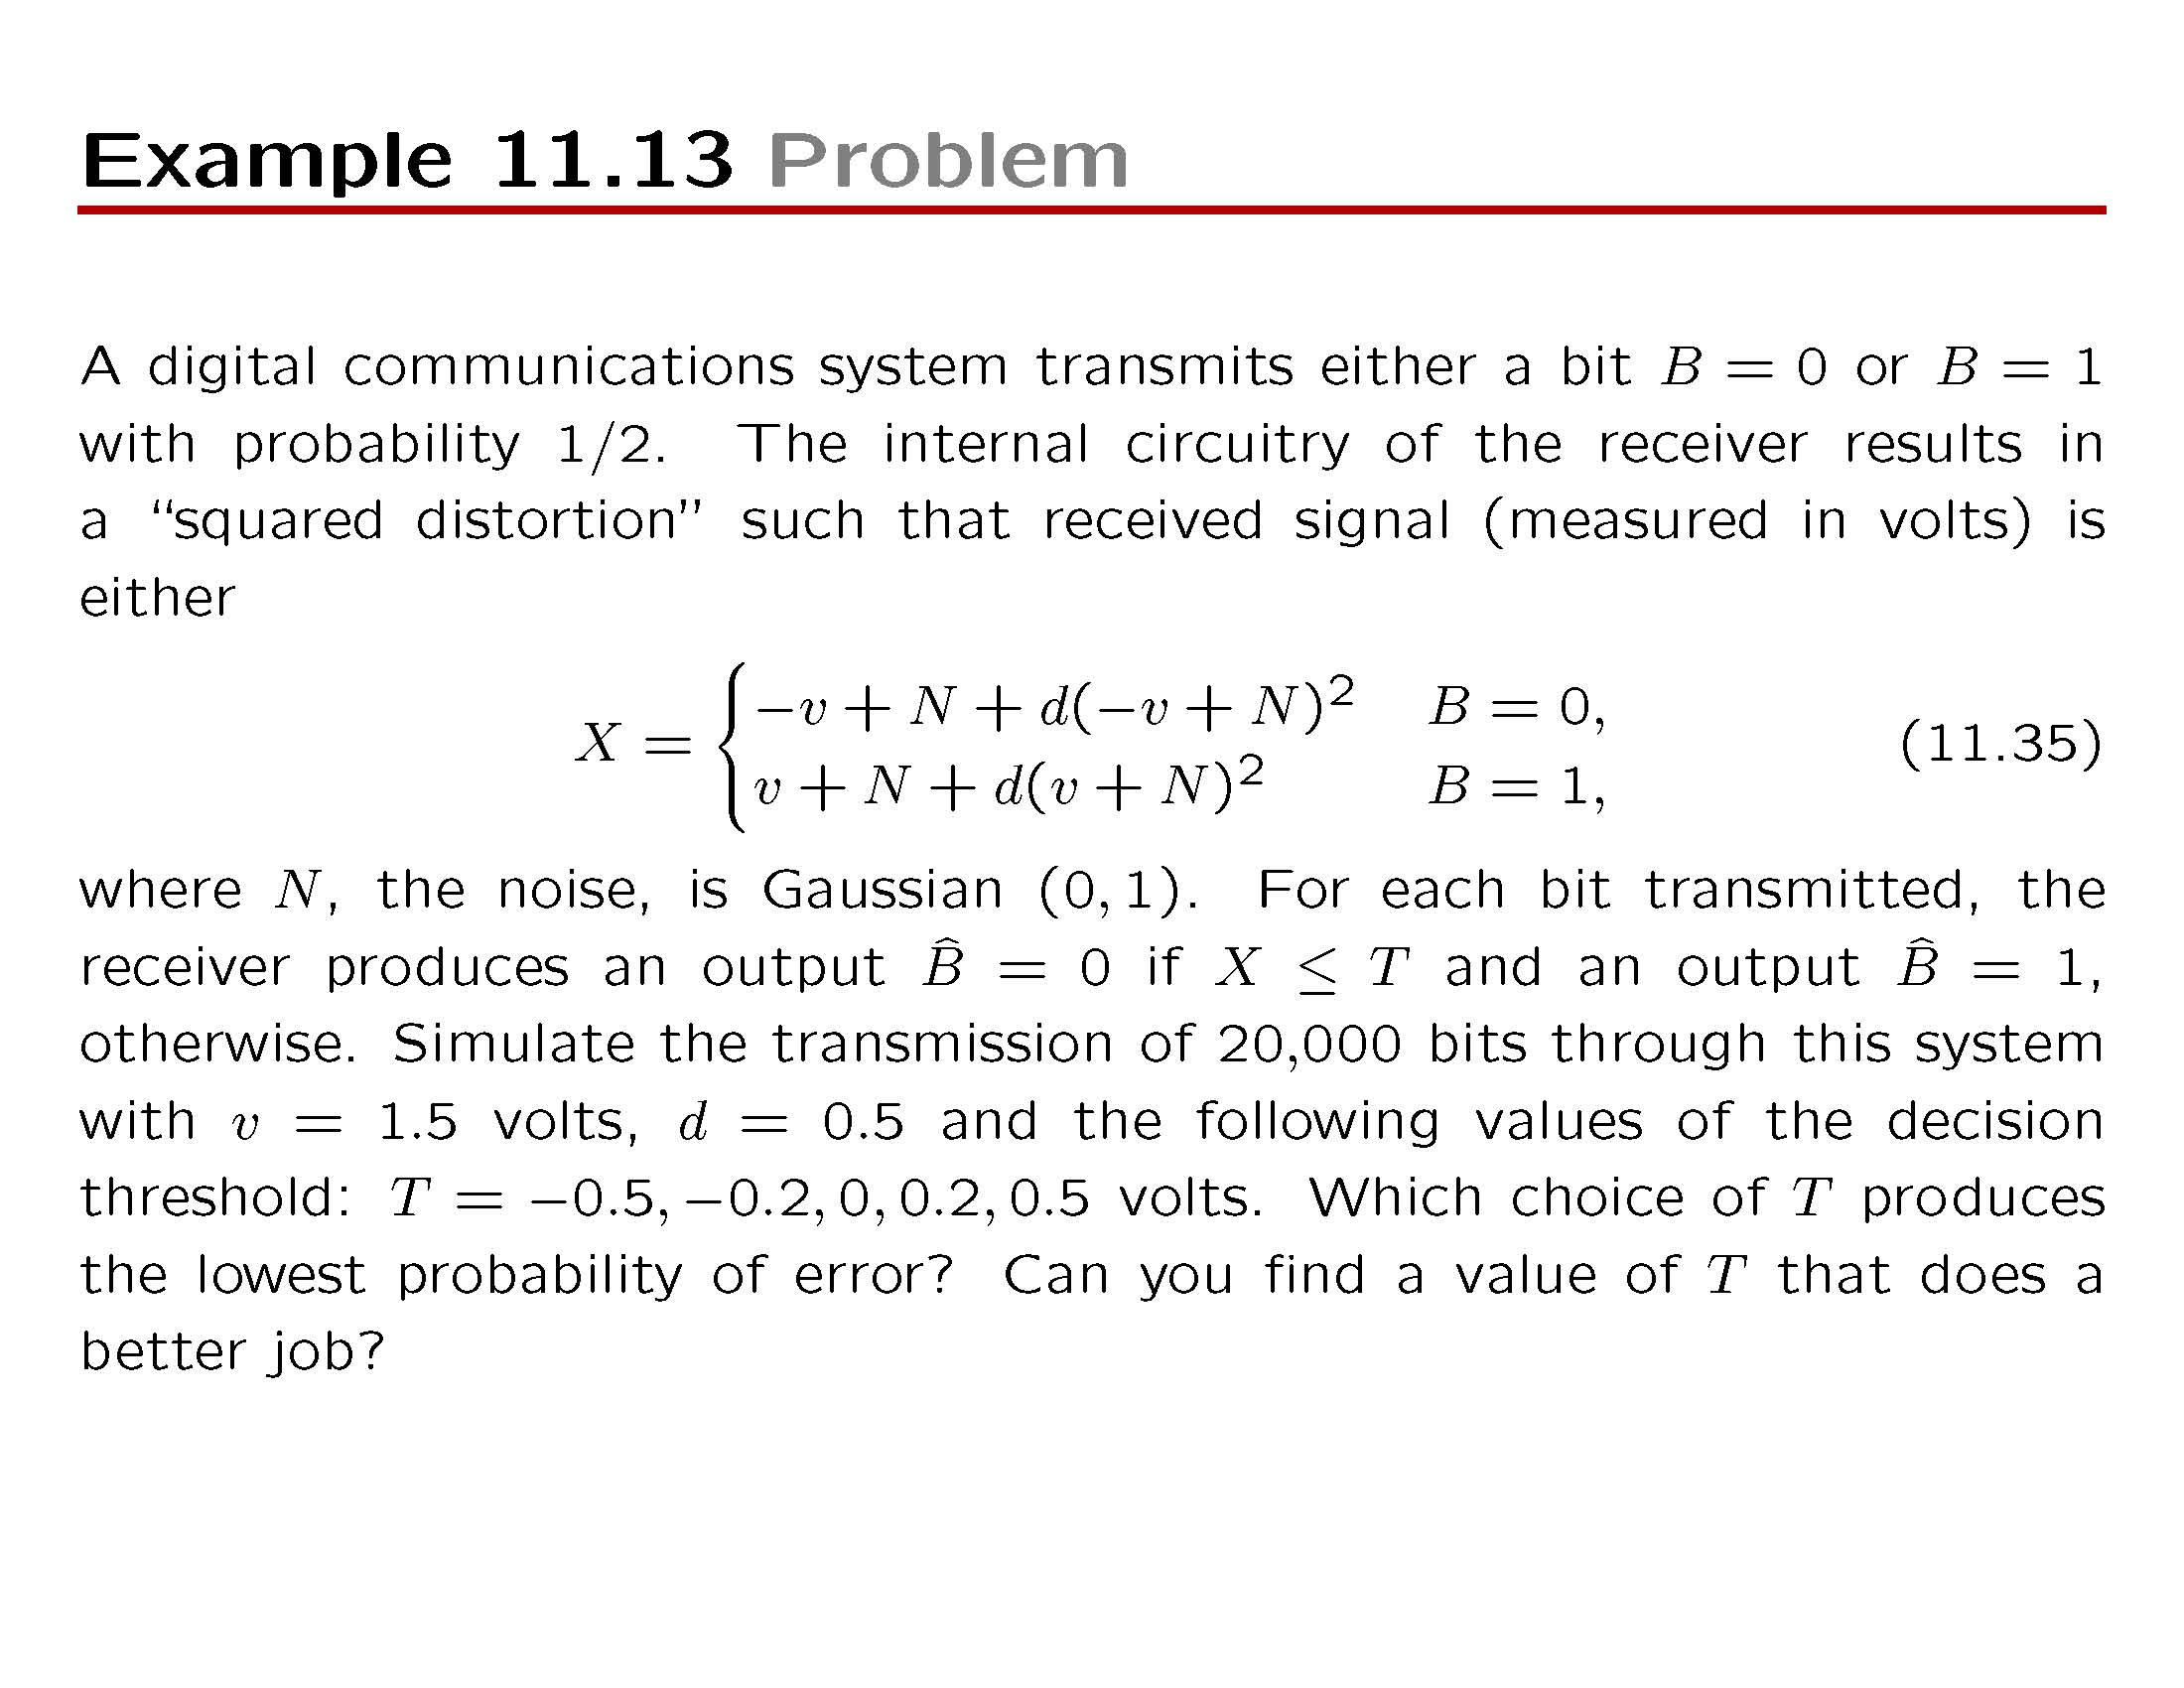 Example 11.13 Problem
A digital communications system transmits either a bit B = 0 or B = 1
with probability 1/2. The internal circuitry of the receiver results in
a “squared distortion” such that received signal (measured in volts) is
either
X = { −v + N + d(−v + N)² B = 0,
v + N + d(v + N)² B = 1, (11.35)
where N, the noise, is Gaussian (0, 1). For each bit transmitted, the
receiver produces an output B̂ = 0 if X ≤ T and an output B̂ = 1,
otherwise. Simulate the transmission of 20,000 bits through this system
with v = 1.5 volts, d = 0.5 and the following values of the decision
threshold: T = −0.5, −0.2, 0, 0.2, 0.5 volts. Which choice of T produces
the lowest probability of error? Can you find a value of T that does a
better job?